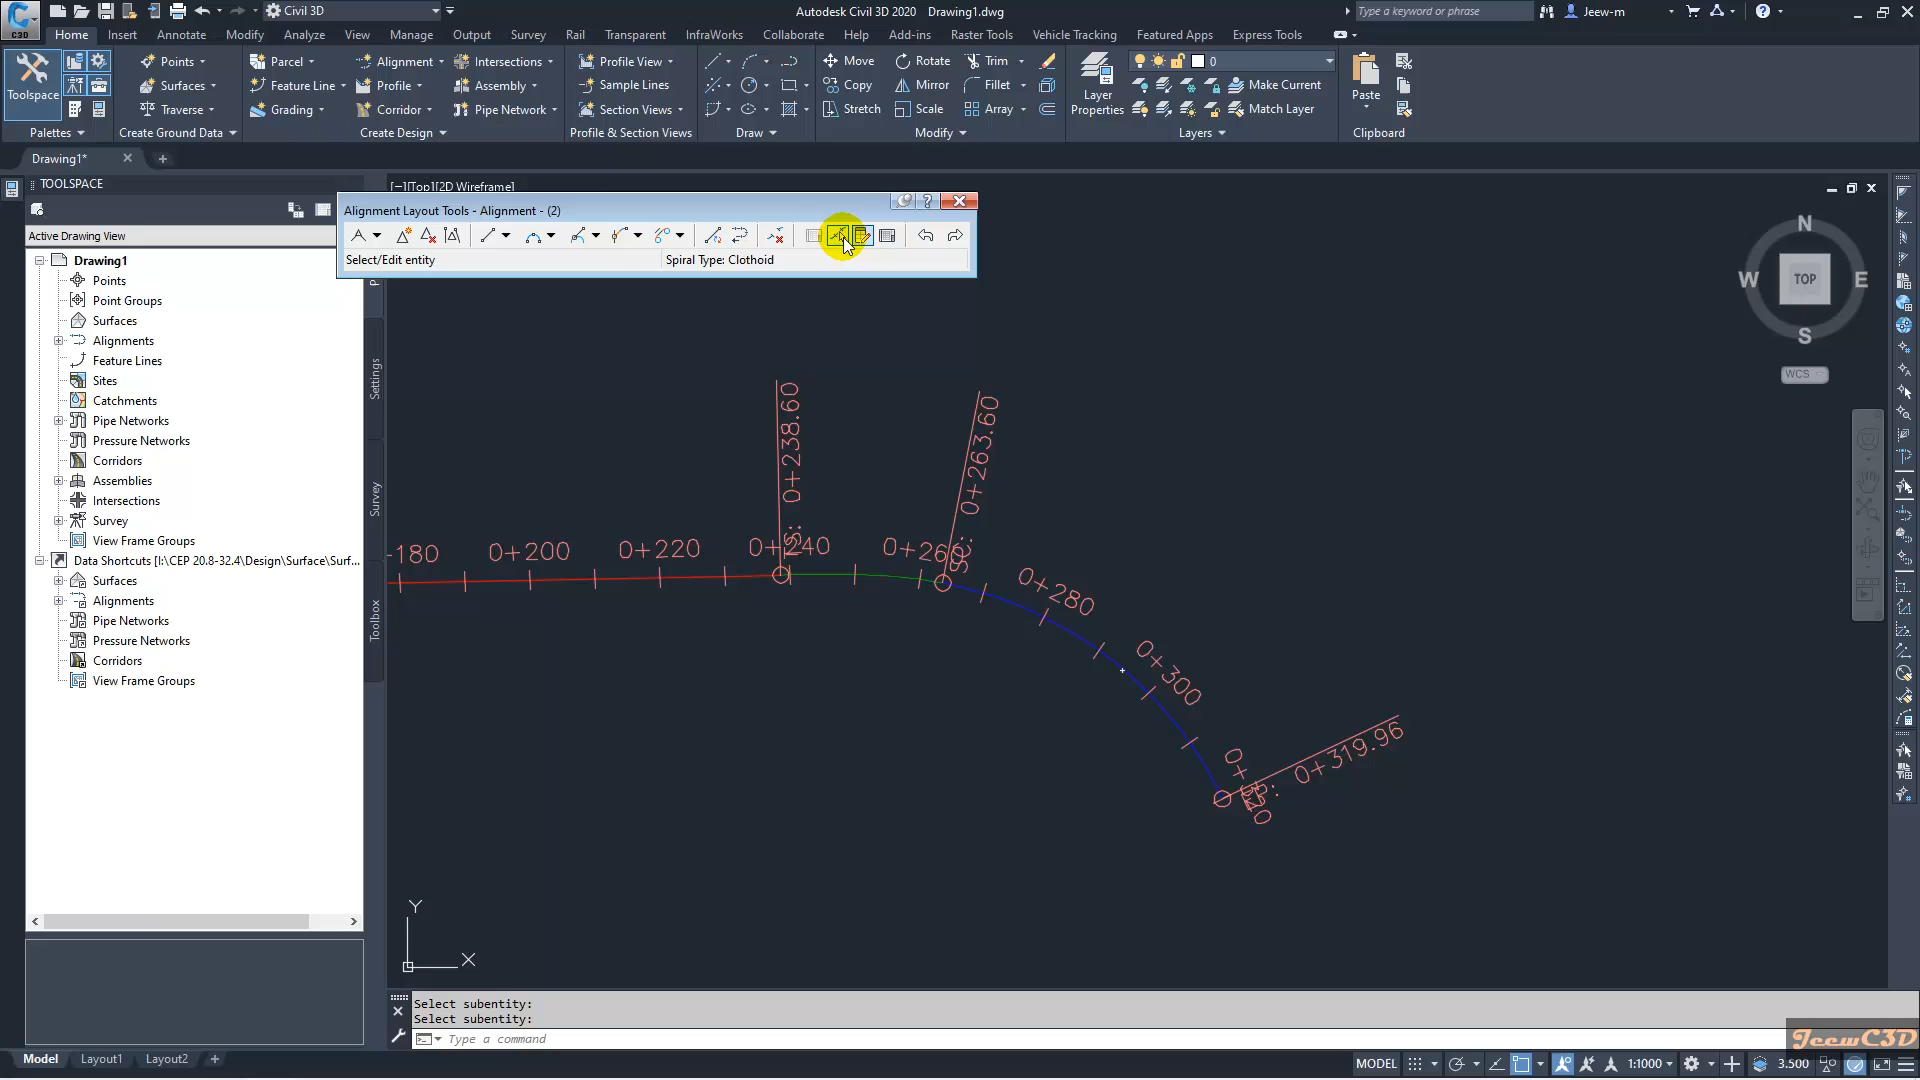 Civil 3D
Autodesk Civil 3D 2020 Drawing1.dwg
Type a keyword or phrase
Jeew-m
C3D
Home Insert Annotate Modify Analyze View Manage Output Survey Rail Transparent InfraWorks Collaborate Help Add-ins Raster Tools Vehicle Tracking Featured Apps Express Tools
Toolspace
Points
Surfaces
Traverse
Parcel
Feature Line
Grading
Alignment
Profile
Corridor
Intersections
Assembly
Pipe Network
Profile View
Sample Lines
Section Views
Move Rotate Trim
Copy Mirror Fillet
Stretch Scale Array
Layer
Properties
0
Make Current
Match Layer
Paste
Palettes Create Ground Data Create Design Profile & Section Views Draw Modify Layers Clipboard
Drawing1*
TOOLSPACE
Active Drawing View
Drawing1
Points
Point Groups
Surfaces
Alignments
Feature Lines
Sites
Catchments
Pipe Networks
Pressure Networks
Corridors
Assemblies
Intersections
Survey
View Frame Groups
Data Shortcuts [I:\CEP 20.8-32.4\Design\Surface\Surf...
Surfaces
Alignments
Pipe Networks
Pressure Networks
Corridors
View Frame Groups
Settings
Survey
Toolbox
[−][Top][2D Wireframe]
Alignment Layout Tools - Alignment - (2)
Select/Edit entity
Spiral Type: Clothoid
N
W
TOP
E
S
WCS
0+238.60
0+263.60
-180
0+200
0+220
0+240
0+260
0+280
0+300
0+319.96
Y
X
Select subentity:
Select subentity:
Type a command
Model Layout1 Layout2
MODEL
1:1000
3.500
JeewC3D